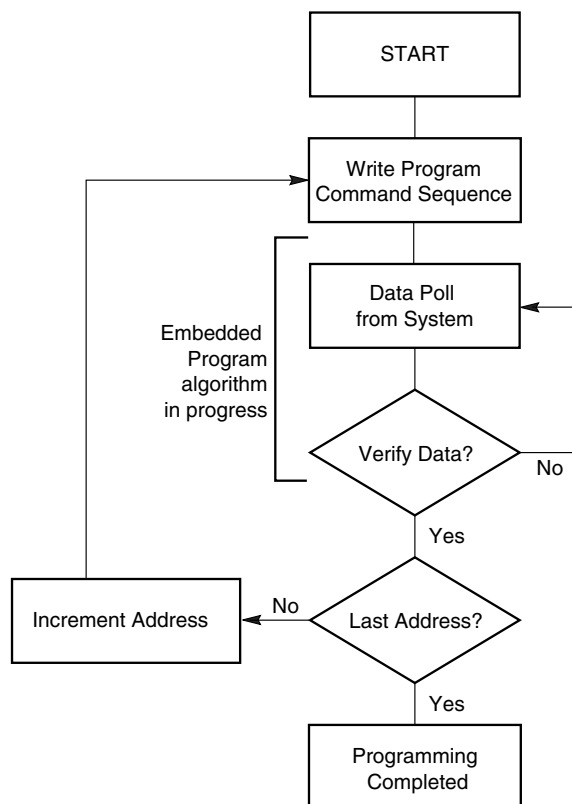 START
Write Program
Command Sequence
Data Poll
from System
Embedded
Program
algorithm
in progress
Verify Data?
No
Yes
Increment Address
No
Last Address?
Yes
Programming
Completed